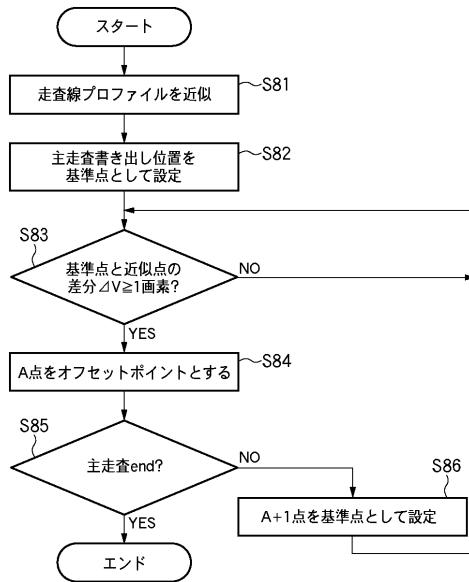 スタート
走査線プロファイルを近似
S81
主走査書き出し位置を
基準点として設定
S82
S83
基準点と近似点の
差分⊿V≧1画素?
NO
YES
A点をオフセットポイントとする
S84
S85
主走査end?
NO
YES
S86
A+1点を基準点として設定
エンド